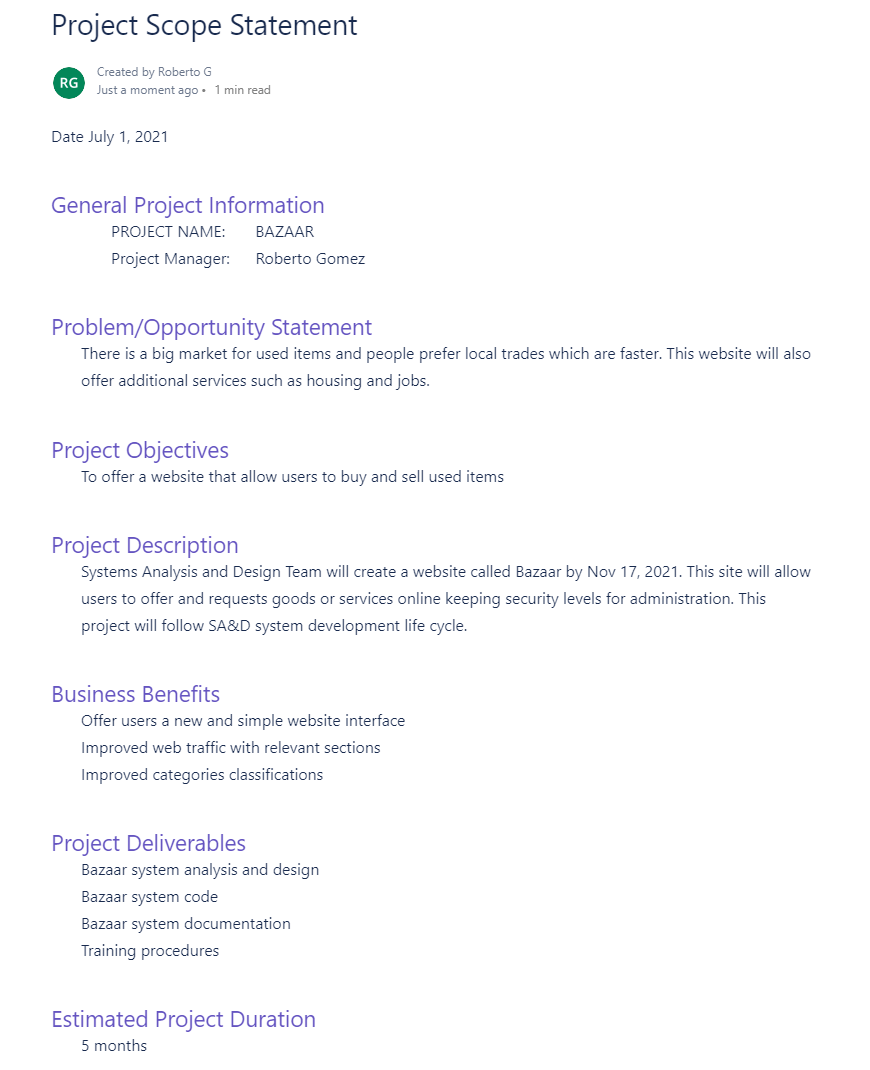 Project Scope Statement
RG
Created by Roberto G
Just a moment ago • 1 min read
Date July 1, 2021
General Project Information
PROJECT NAME: BAZAAR
Project Manager: Roberto Gomez
Problem/Opportunity Statement
There is a big market for used items and people prefer local trades which are faster. This website will also
offer additional services such as housing and jobs.
Project Objectives
To offer a website that allow users to buy and sell used items
Project Description
Systems Analysis and Design Team will create a website called Bazaar by Nov 17, 2021. This site will allow
users to offer and requests goods or services online keeping security levels for administration. This
project will follow SA&D system development life cycle.
Business Benefits
Offer users a new and simple website interface
Improved web traffic with relevant sections
Improved categories classifications
Project Deliverables
Bazaar system analysis and design
Bazaar system code
Bazaar system documentation
Training procedures
Estimated Project Duration
5 months